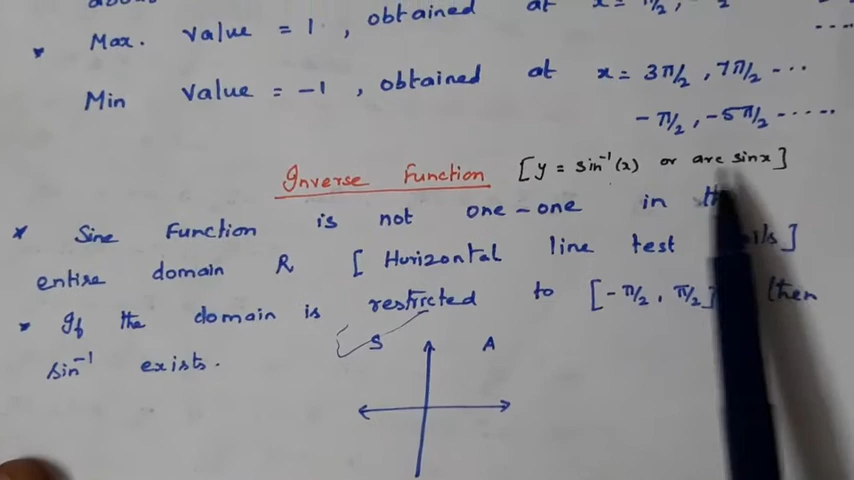 * Max. Value = 1 , obtained at x = π/2 ,
Min Value = -1 , obtained at x = 3π/2 , 7π/2 ...
-π/2 , -5π/2 .....
Inverse Function [y = sin⁻¹(x) or arc sinx]
* Sine Function is not one-one in
entire domain R [Horizontal line test ]
* If the domain is restricted to [-π/2, π/2] then
sin⁻¹ exists.
S A